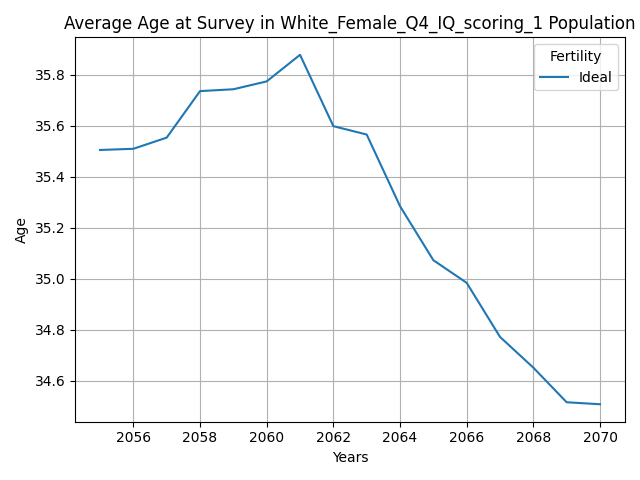 Average Age at Survey in White_Female_Q4_IQ_scoring_1 Population
Fertility
Ideal
35.8
35.6
35.4
35.2
35.0
34.8
34.6
Age
2056 2058 2060 2062 2064 2066 2068 2070
Years